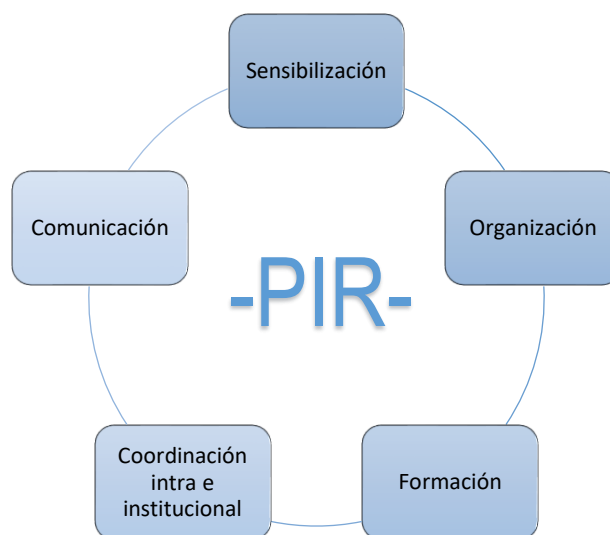 Sensibilización
Organización
Formación
Coordinación
intra e
institucional
Comunicación
-PIR-